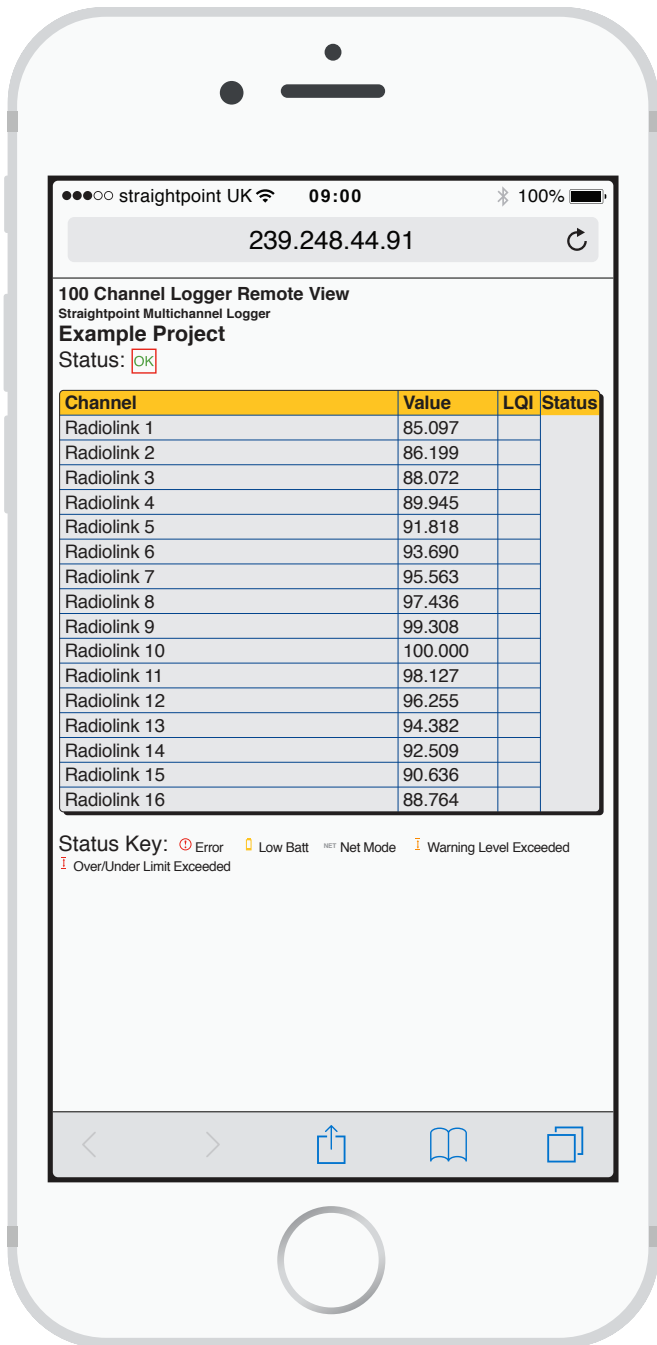 straightpoint UK 09:00 100%
239.248.44.91
100 Channel Logger Remote View
Straightpoint Multichannel Logger
Example Project
Status: OK
Channel Value LQI Status
Radiolink 1 85.097
Radiolink 2 86.199
Radiolink 3 88.072
Radiolink 4 89.945
Radiolink 5 91.818
Radiolink 6 93.690
Radiolink 7 95.563
Radiolink 8 97.436
Radiolink 9 99.308
Radiolink 10 100.000
Radiolink 11 98.127
Radiolink 12 96.255
Radiolink 13 94.382
Radiolink 14 92.509
Radiolink 15 90.636
Radiolink 16 88.764
Status Key: Error Low Batt NET Net Mode Warning Level Exceeded
Over/Under Limit Exceeded